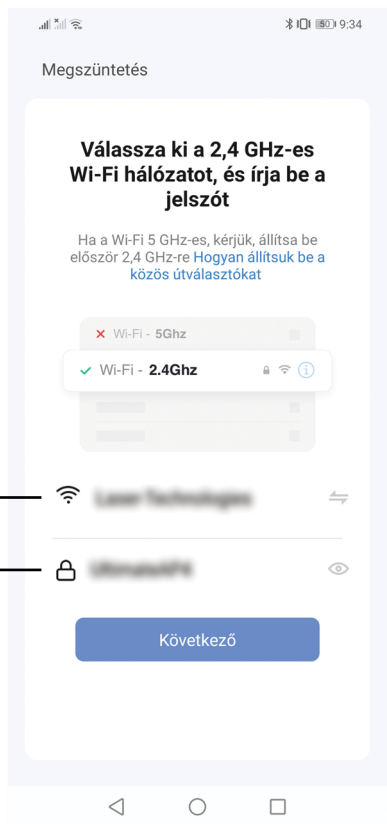 50 9:34
Megszüntetés
Válassza ki a 2,4 GHz-es
Wi-Fi hálózatot, és írja be a
jelszót
Ha a Wi-Fi 5 GHz-es, kérjük, állítsa be
először 2,4 GHz-re Hogyan állítsuk be a
közös útválasztókat
Wi-Fi - 5Ghz
Wi-Fi - 2.4Ghz
Következő